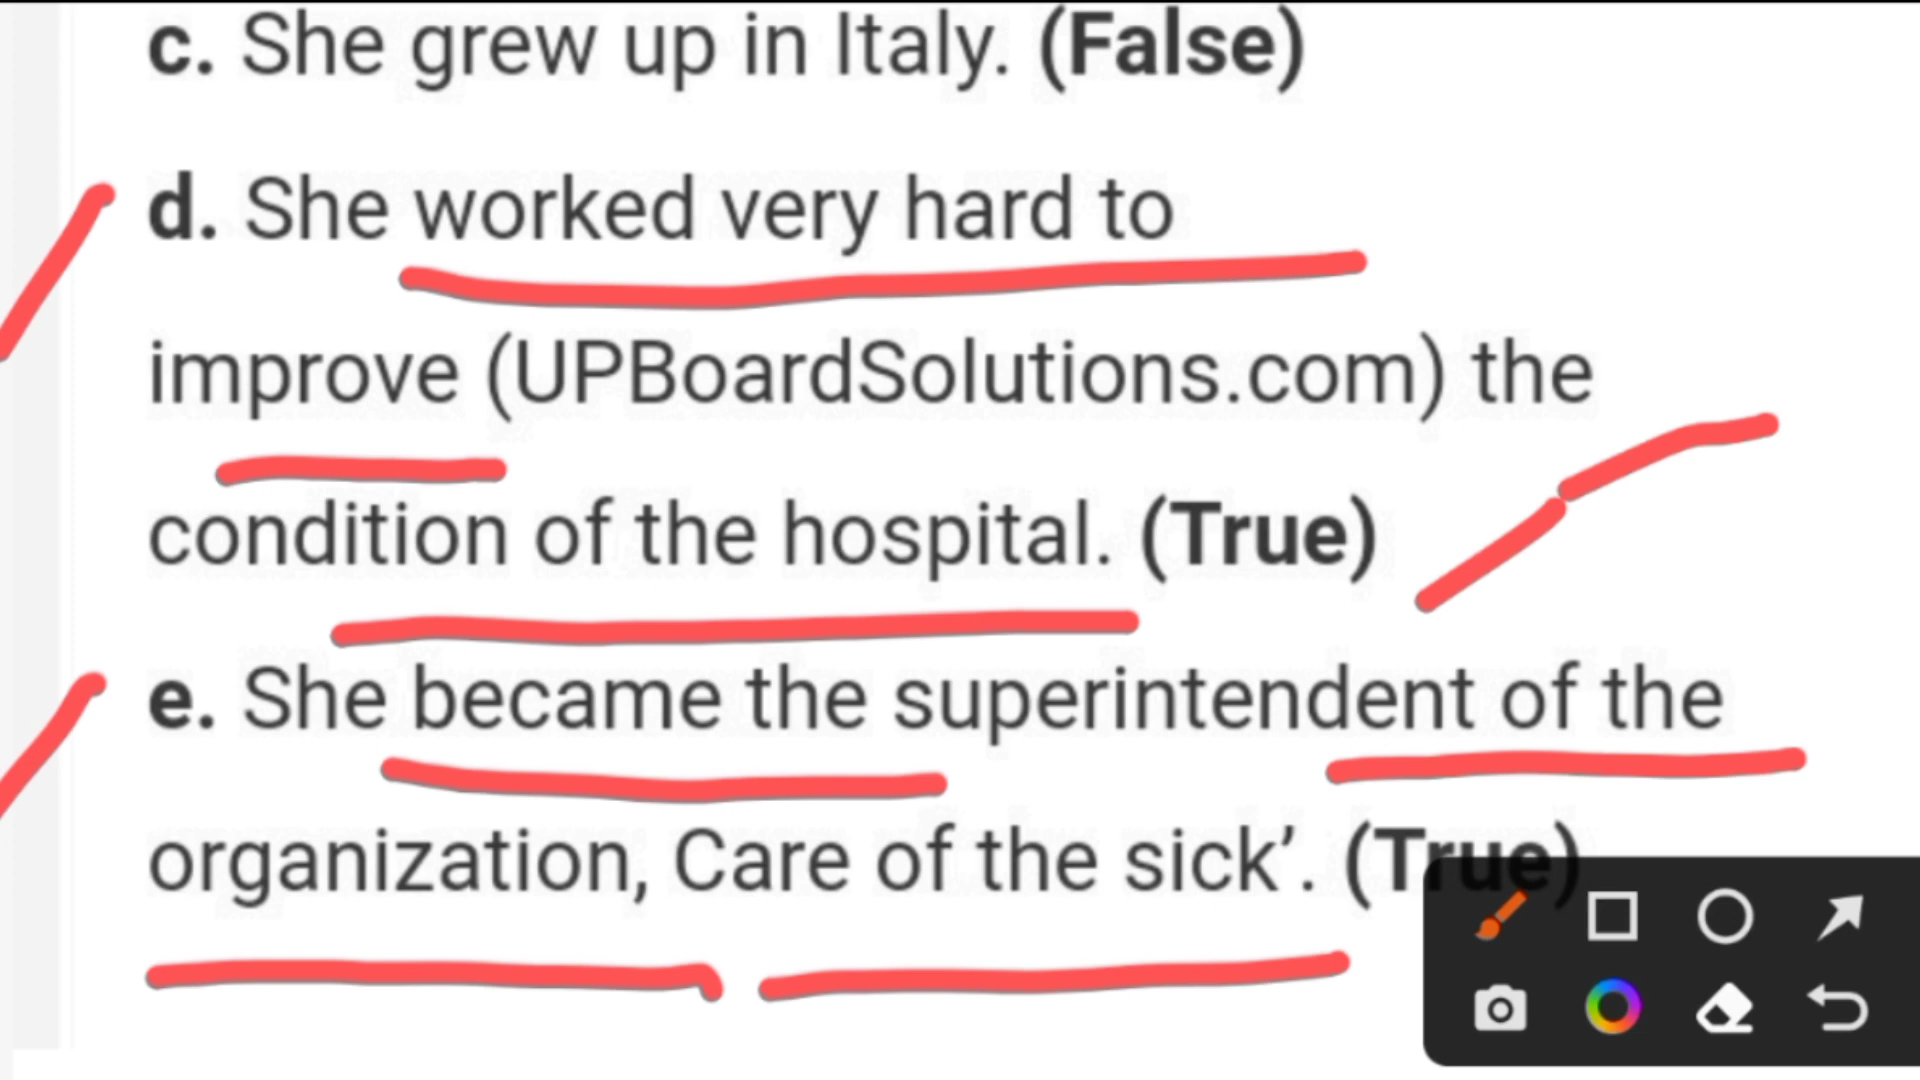 c. She grew up in Italy. (False)
d. She worked very hard to
improve (UPBoardSolutions.com) the
condition of the hospital. (True)
e. She became the superintendent of the
organization, Care of the sick’. (True)